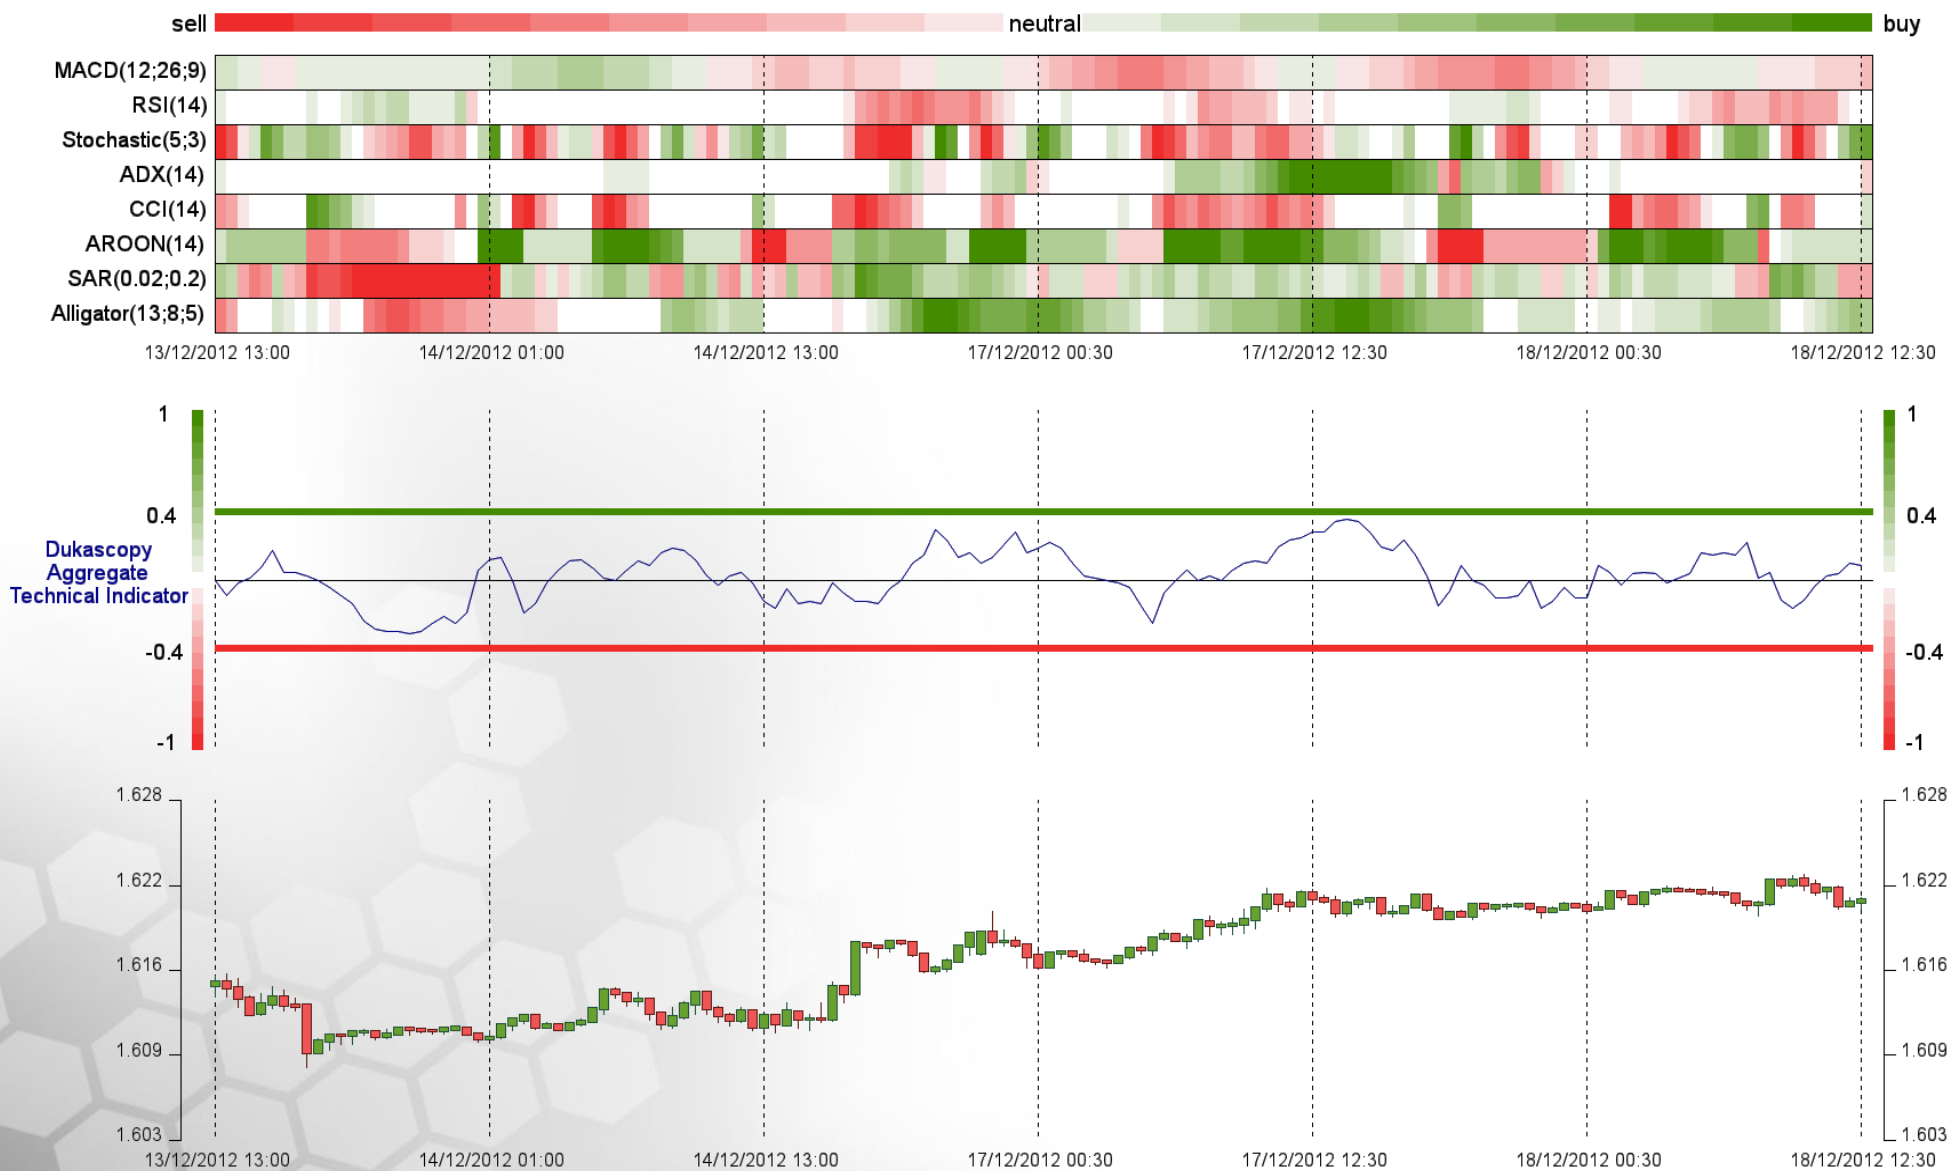 sell neutral buy
MACD(12;26;9)
RSI(14)
Stochastic(5;3)
ADX(14)
CCI(14)
AROON(14)
SAR(0.02;0.2)
Alligator(13;8;5)
13/12/2012 13:00 14/12/2012 01:00 14/12/2012 13:00 17/12/2012 00:30 17/12/2012 12:30 18/12/2012 00:30 18/12/2012 12:30
1 1
0.4 0.4
Dukascopy
Aggregate
Technical Indicator
-0.4 -0.4
-1 -1
1.628 1.628
1.622 1.622
1.616 1.616
1.609 1.609
1.603 1.603
13/12/2012 13:00 14/12/2012 01:00 14/12/2012 13:00 17/12/2012 00:30 17/12/2012 12:30 18/12/2012 00:30 18/12/2012 12:30